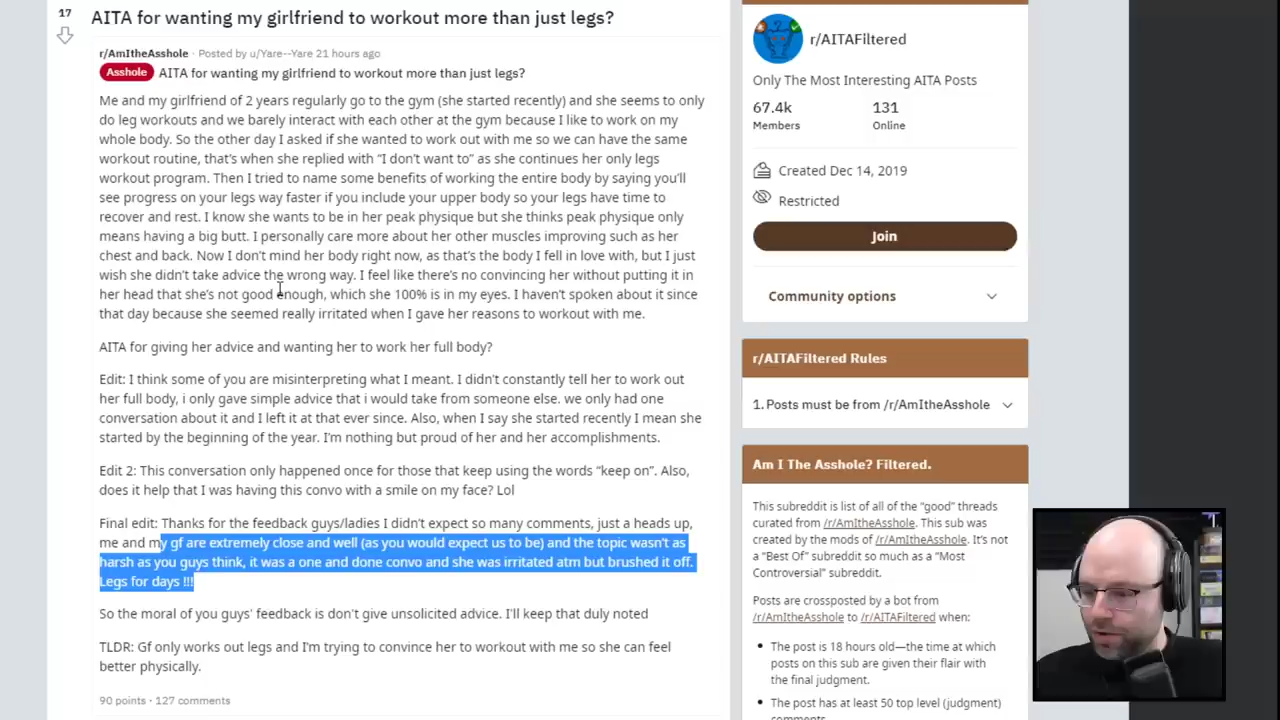 17
AITA for wanting my girlfriend to workout more than just legs?
r/AmItheAsshole · Posted by u/Yare--Yare 21 hours ago
Asshole AITA for wanting my girlfriend to workout more than just legs?
Me and my girlfriend of 2 years regularly go to the gym (she started recently) and she seems to only
do leg workouts and we barely interact with each other at the gym because I like to work on my
whole body. So the other day I asked if she wanted to work out with me so we can have the same
workout routine, that's when she replied with “I don't want to” as she continues her only legs
workout program. Then I tried to name some benefits of working the entire body by saying you'll
see progress on your legs way faster if you include your upper body so your legs have time to
recover and rest. I know she wants to be in her peak physique but she thinks peak physique only
means having a big butt. I personally care more about her other muscles improving such as her
chest and back. Now I don't mind her body right now, as that's the body I fell in love with, but I just
wish she didn't take advice the wrong way. I feel like there's no convincing her without putting it in
her head that she's not good enough, which she 100% is in my eyes. I haven't spoken about it since
that day because she seemed really irritated when I gave her reasons to workout with me.
AITA for giving her advice and wanting her to work her full body?
Edit: I think some of you are misinterpreting what I meant. I didn't constantly tell her to work out
her full body, i only gave simple advice that i would take from someone else. we only had one
conversation about it and I left it at that ever since. Also, when I say she started recently I mean she
started by the beginning of the year. I'm nothing but proud of her and her accomplishments.
Edit 2: This conversation only happened once for those that keep using the words “keep on”. Also,
does it help that I was having this convo with a smile on my face? Lol
Final edit: Thanks for the feedback guys/ladies I didn't expect so many comments, just a heads up,
me and my gf are extremely close and well (as you would expect us to be) and the topic wasn't as
harsh as you guys think, it was a one and done convo and she was irritated atm but brushed it off.
Legs for days !!!
So the moral of you guys' feedback is don't give unsolicited advice. I'll keep that duly noted
TLDR: Gf only works out legs and I'm trying to convince her to workout with me so she can feel
better physically.
90 points · 127 comments
r/AITAFiltered
Only The Most Interesting AITA Posts
67.4k 131
Members Online
Created Dec 14, 2019
Restricted
Join
Community options
r/AITAFiltered Rules
1. Posts must be from /r/AmItheAsshole
Am I The Asshole? Filtered.
This subreddit is list of all of the “good” threads
curated from /r/AmItheAsshole. This sub was
created by the mods of /r/AmItheAsshole. It's not
a “Best Of” subreddit so much as a “Most
Controversial” subreddit.
Posts are crossposted by a bot from
/r/AmItheAsshole to /r/AITAFiltered when:
• The post is 18 hours old—the time at which
posts on this sub are given their flair with
the final judgment.
• The post has at least 50 top level (judgment)
comments